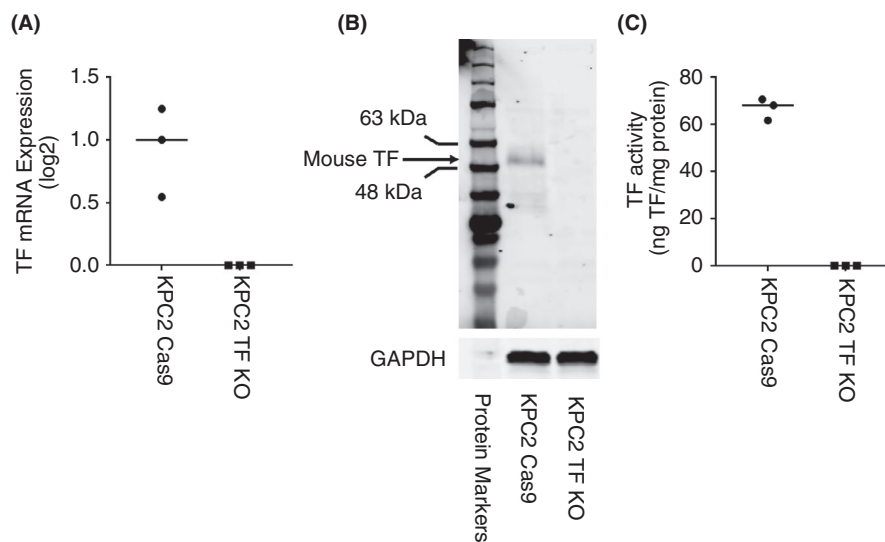 (A)
TF mRNA Expression
(log2)
1.5
1.0
0.5
0.0
KPC2 Cas9
KPC2 TF KO
(B)
63 kDa
Mouse TF
48 kDa
GAPDH
Protein Markers
KPC2 Cas9
KPC2 TF KO
(C)
TF activity
(ng TF/mg protein)
80
60
40
20
0
KPC2 Cas9
KPC2 TF KO